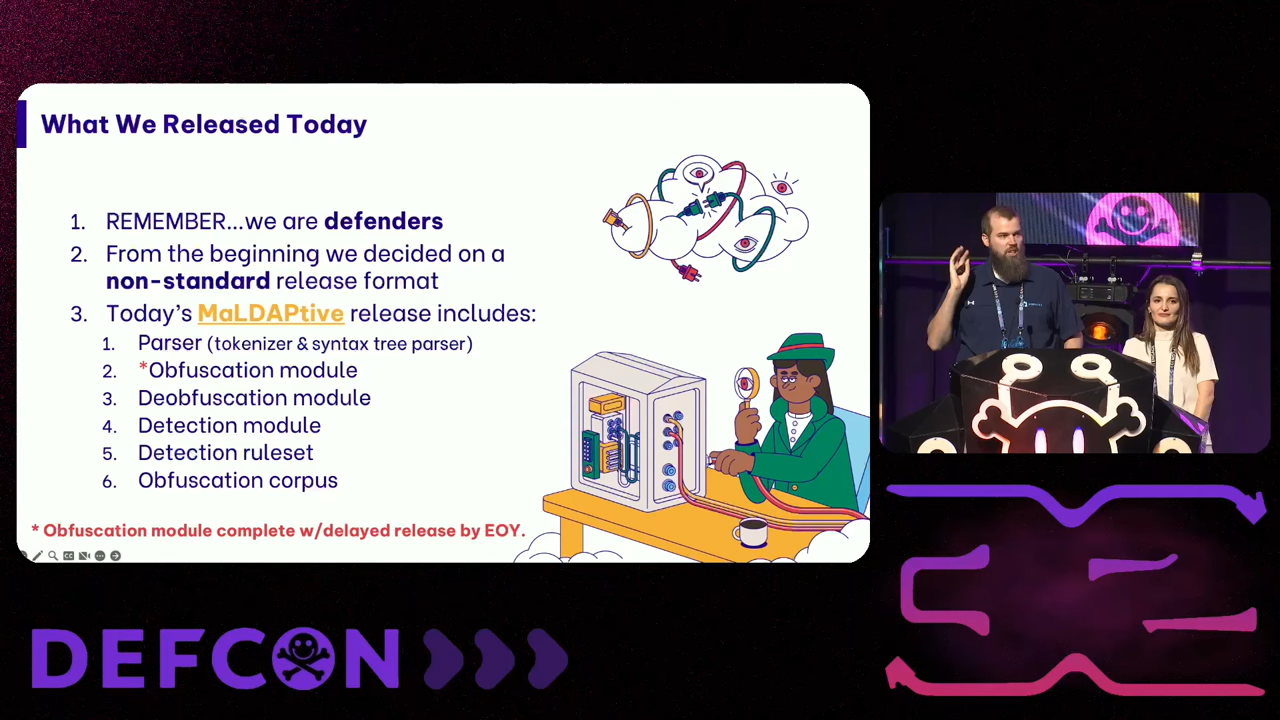 What We Released Today
1. REMEMBER...we are defenders
2. From the beginning we decided on a
non-standard release format
3. Today's MaLDAPtive release includes:
1. Parser (tokenizer & syntax tree parser)
2. *Obfuscation module
3. Deobfuscation module
4. Detection module
5. Detection ruleset
6. Obfuscation corpus
* Obfuscation module complete w/delayed release by EOY.
DEFCON